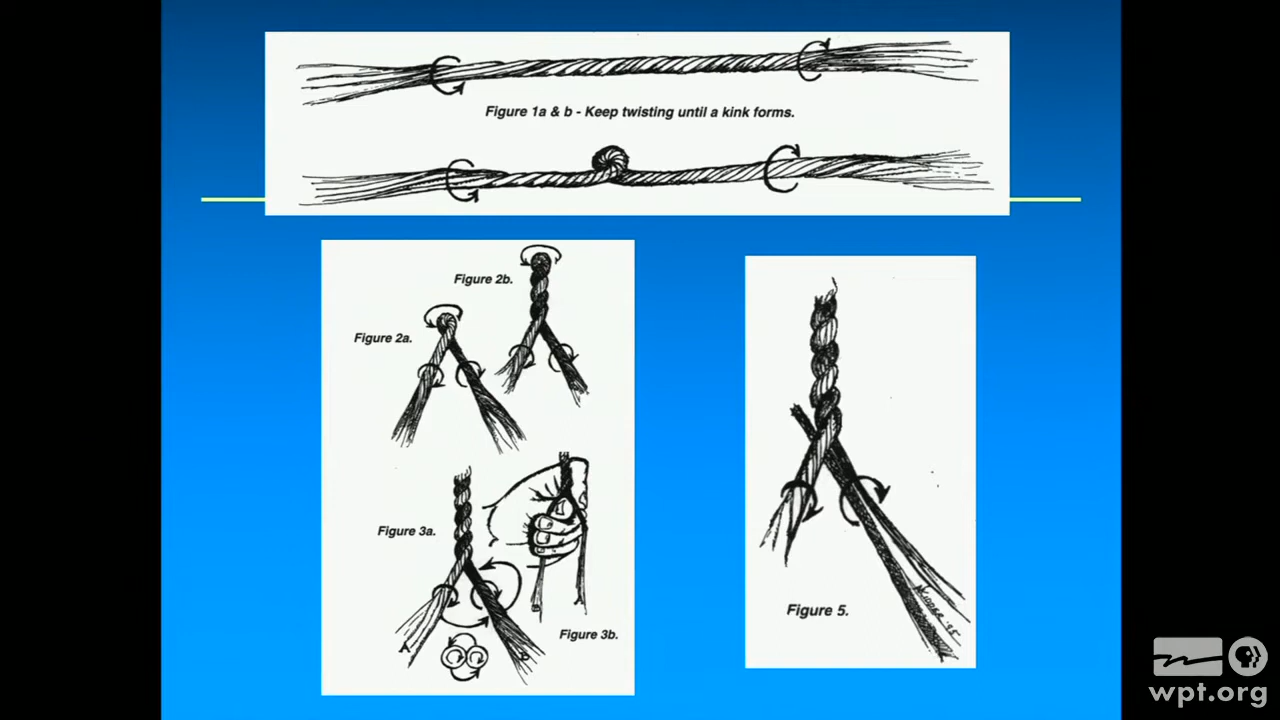 Figure 1a & b - Keep twisting until a kink forms.
Figure 2b.
Figure 2a.
Figure 3a.
A
B
B
A
Figure 3b.
Figure 5.
wpt.org